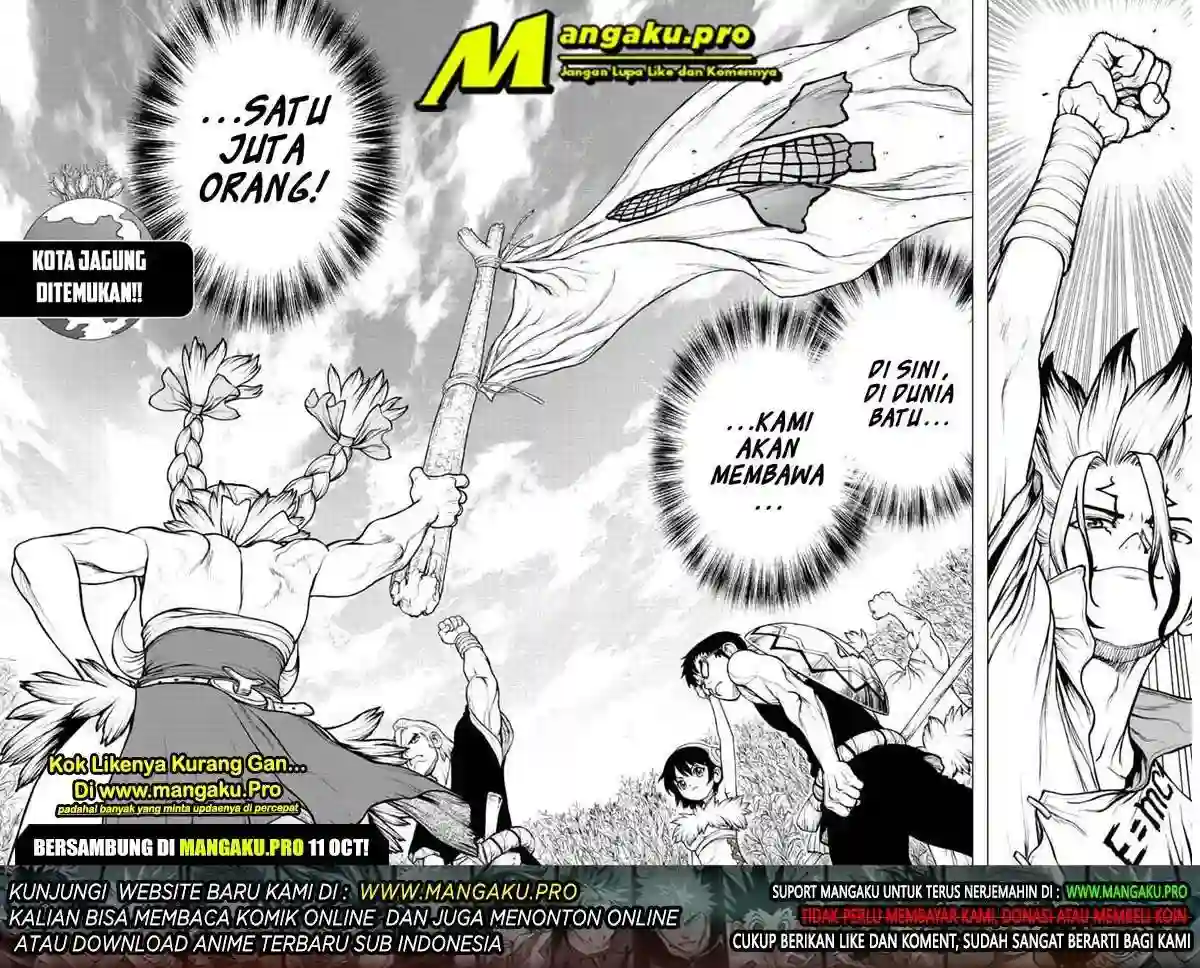 Mangaku.pro
Jangan Lupa Like dan Komennya
DI SINI,
DI DUNIA
BATU...
...KAMI
AKAN
MEMBAWA
...
...SATU
JUTA
ORANG!
KOTA JAGUNG
DITEMUKAN!!
E=mc²
Kok Likenya Kurang Gan...
Di www.mangaku.Pro
padahal banyak yang minta updaenya di percepat
BERSAMBUNG DI MANGAKU.PRO 11 OCT!
KUNJUNGI WEBSITE BARU KAMI DI : WWW.MANGAKU.PRO
KALIAN BISA MEMBACA KOMIK ONLINE DAN JUGA MENONTON ONLINE
ATAU DOWNLOAD ANIME TERBARU SUB INDONESIA
SUPORT MANGAKU UNTUK TERUS NERJEMAHIN DI : WWW.MANGAKU.PRO
TIDAK PERLU MEMBAYAR KAMI, DONASI ATAU MEMBELI KOIN
CUKUP BERIKAN LIKE DAN KOMENT, SUDAH SANGAT BERARTI BAGI KAMI